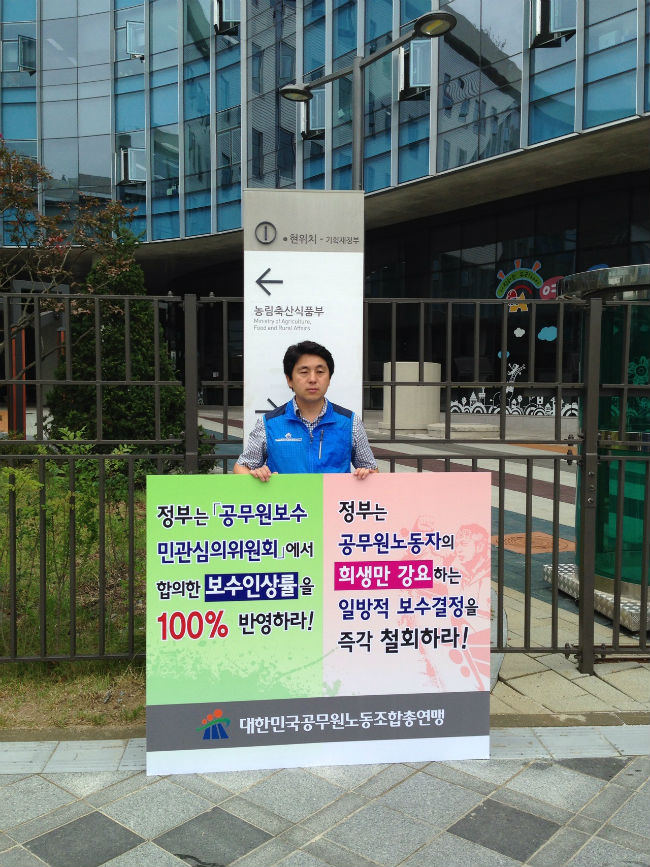 • 현위치 - 기획재정부
농림축산식품부
Ministry of Agriculture,
Food and Rural Affairs
정부는 「공무원보수
민관심의위원회」에서
합의한 보수인상률을
100% 반영하라!
정부는
공무원노동자의
희생만 강요하는
일방적 보수결정을
즉각 철회하라!
대한민국공무원노동조합총연맹